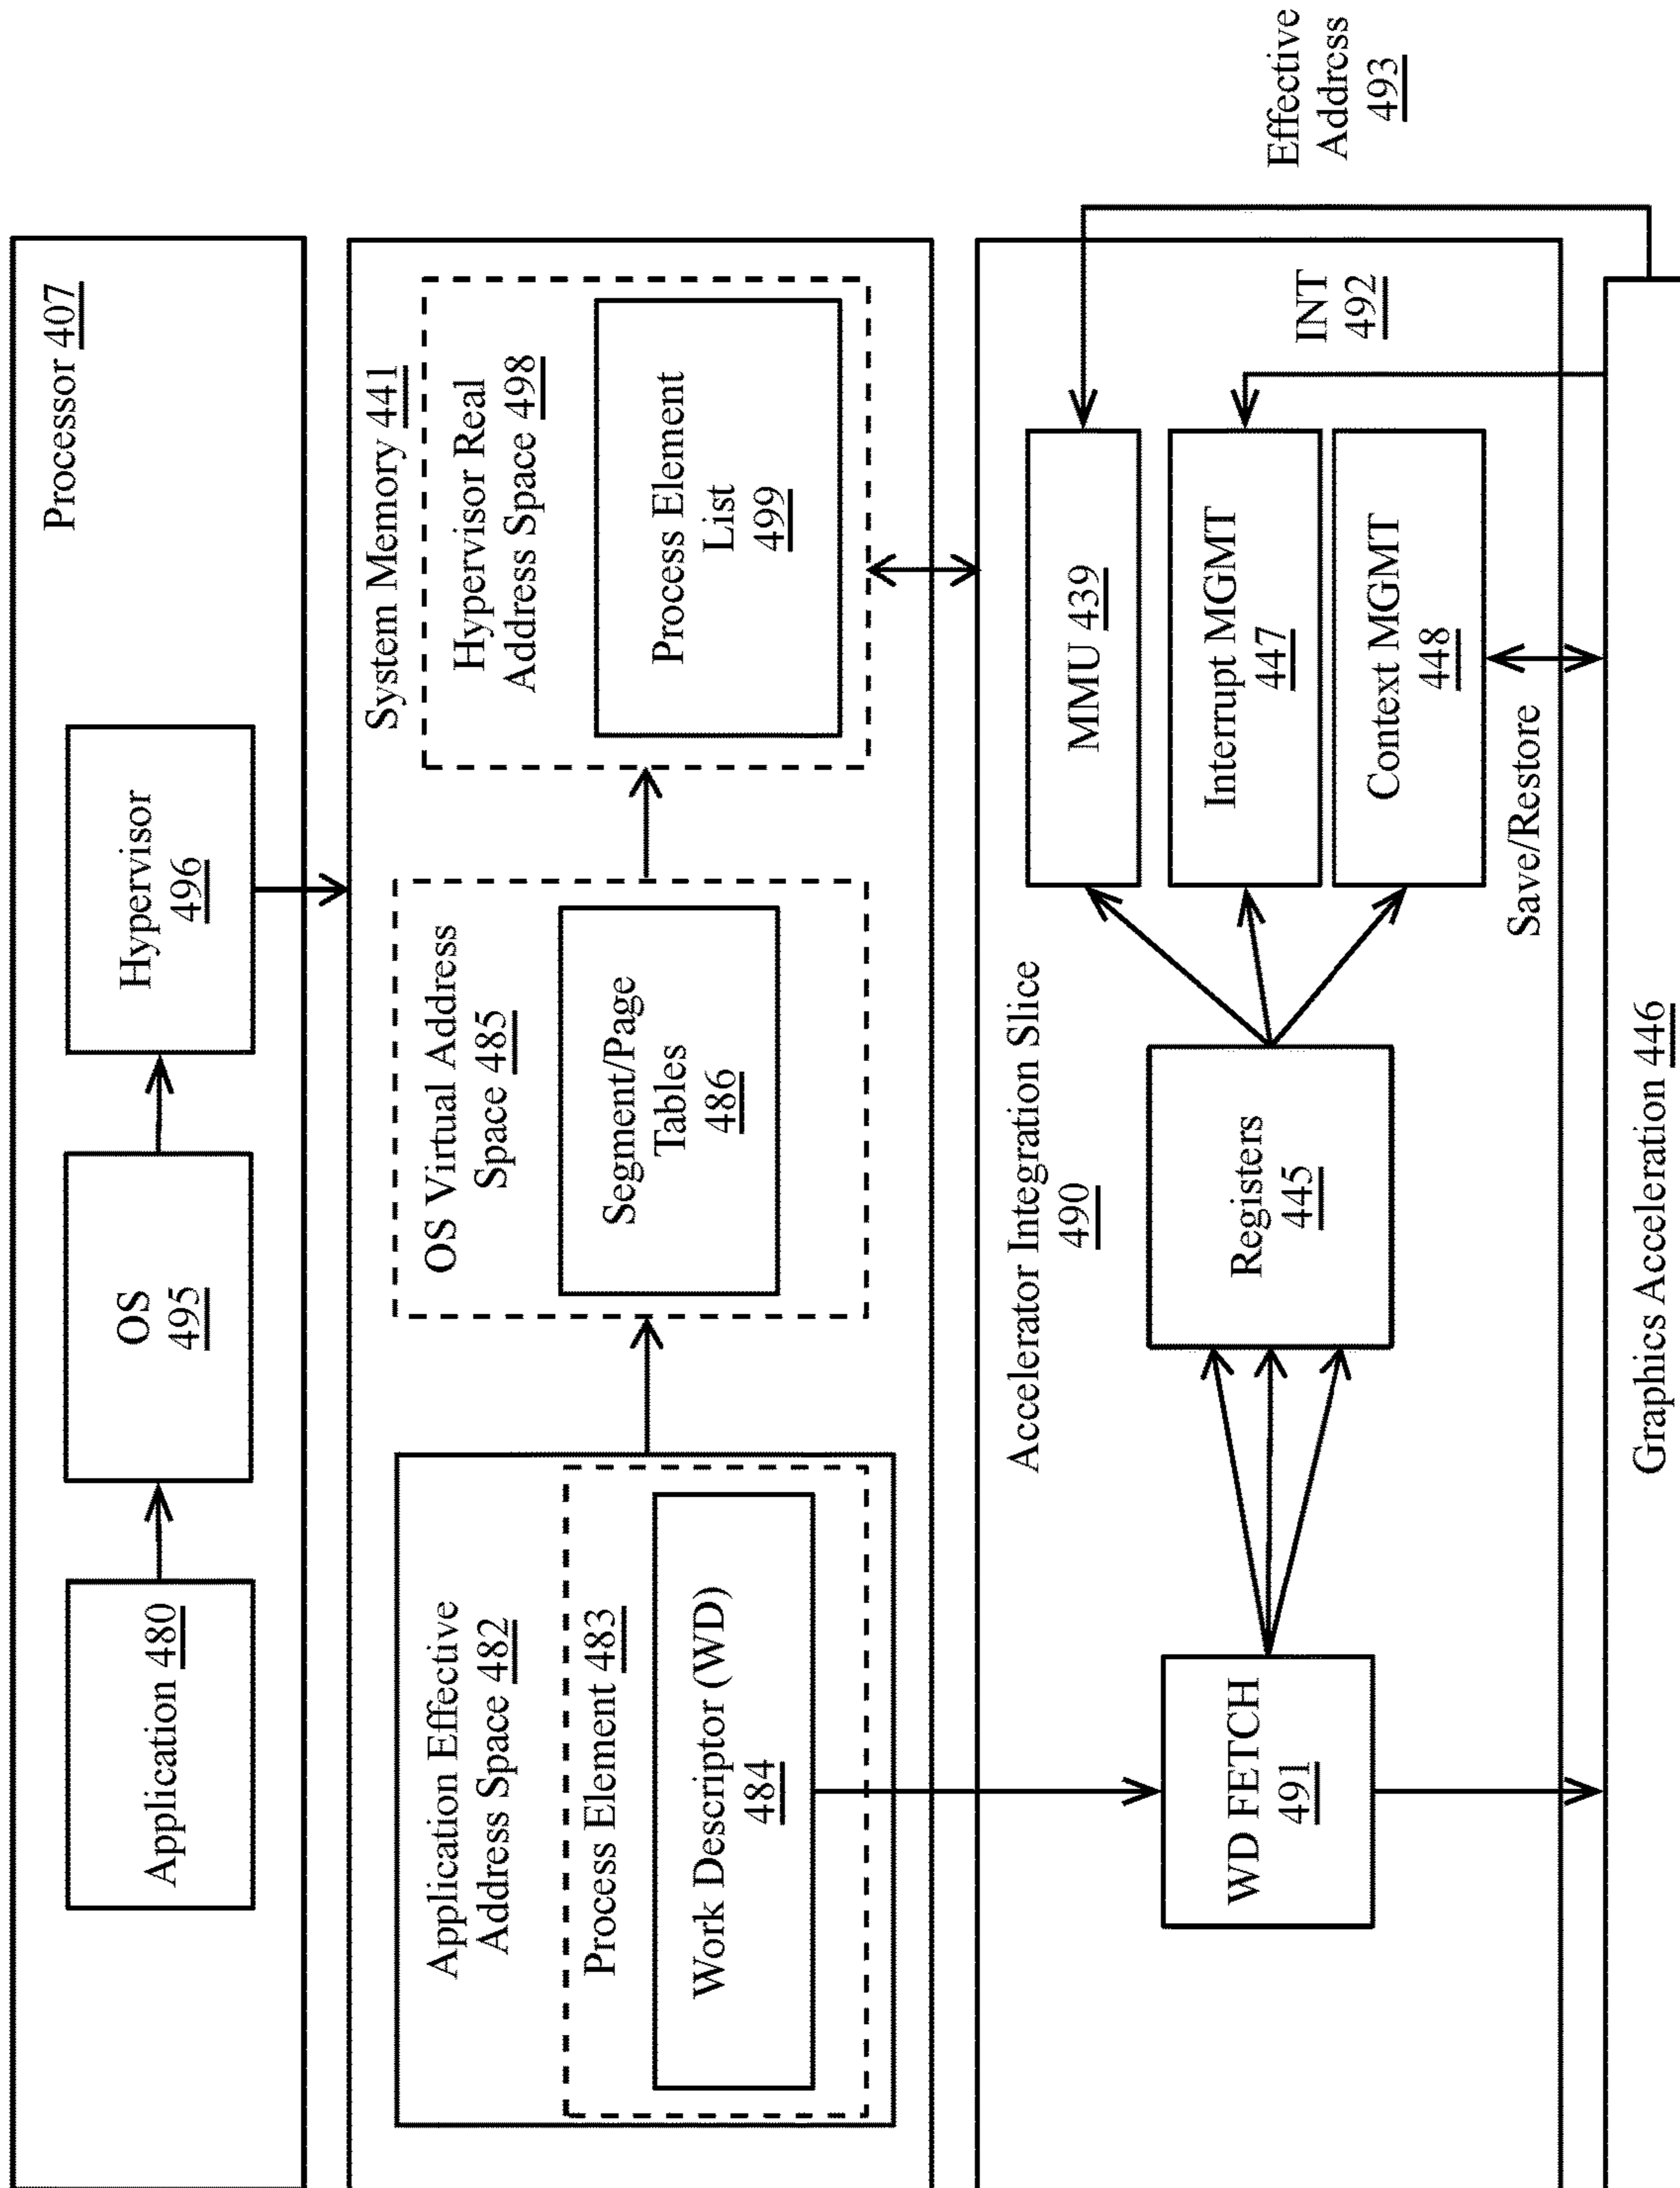 Processor 407
Application 480
OS
495
Hypervisor
496
System Memory 441
Application Effective
Address Space 482
Process Element 483
Work Descriptor (WD)
484
OS Virtual Address
Space 485
Segment/Page
Tables
486
Hypervisor Real
Address Space 498
Process Element
List
499
Accelerator Integration Slice
490
WD FETCH
491
Registers
445
MMU 439
Interrupt MGMT
447
Context MGMT
448
INT
492
Effective
Address
493
Save/Restore
Graphics Acceleration 446